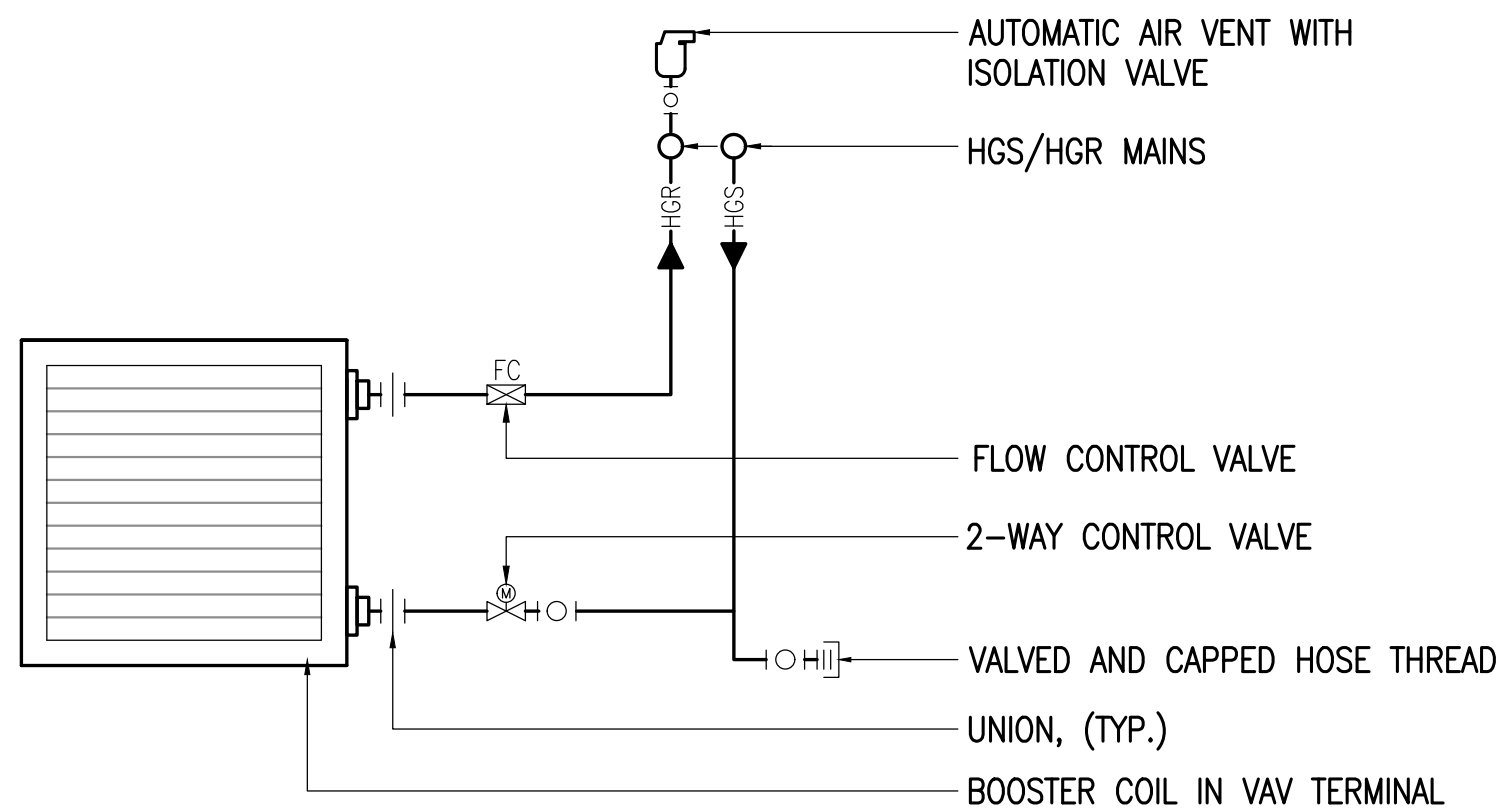 AUTOMATIC AIR VENT WITH
ISOLATION VALVE
HGS/HGR MAINS
HGR
HGS
FC
FLOW CONTROL VALVE
2-WAY CONTROL VALVE
M
VALVED AND CAPPED HOSE THREAD
UNION, (TYP.)
BOOSTER COIL IN VAV TERMINAL